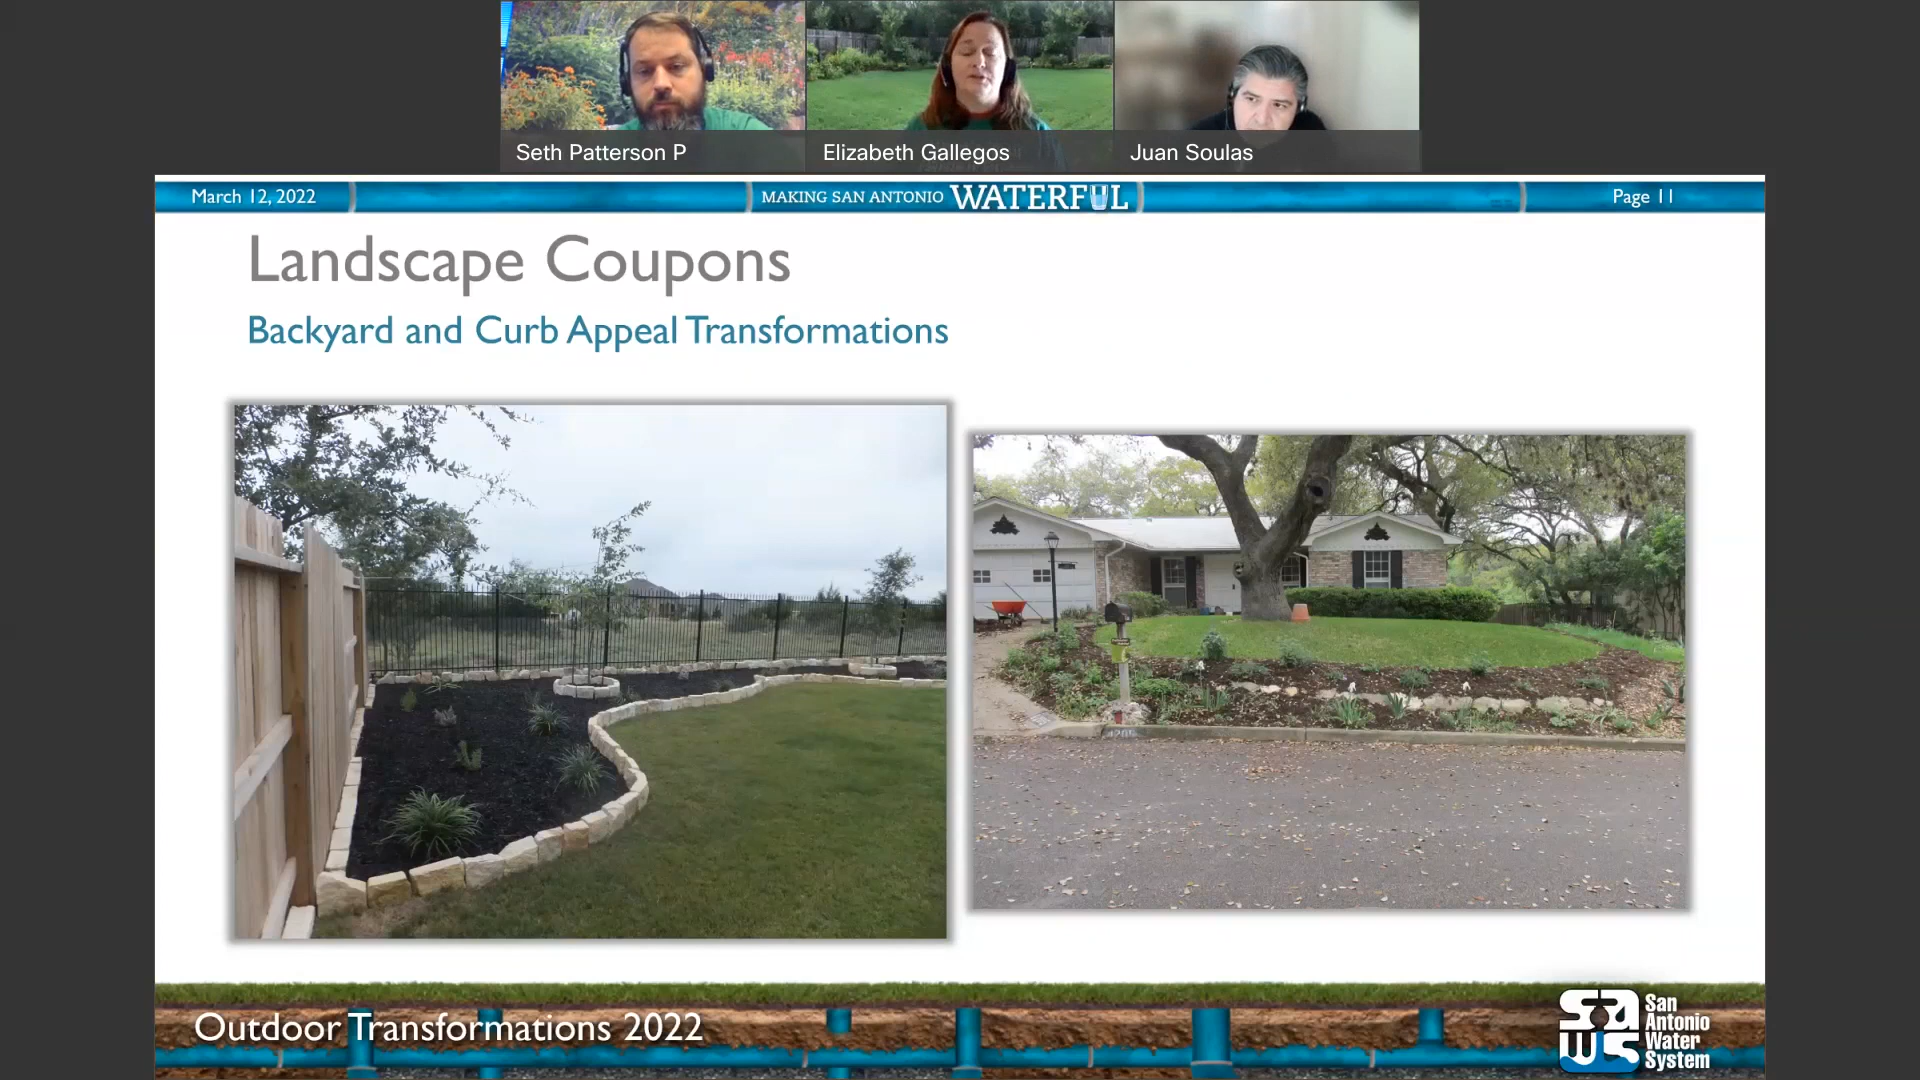 Seth Patterson P
Elizabeth Gallegos
Juan Soulas
March 12, 2022
MAKING SAN ANTONIO WATERFUL
Page 11
Landscape Coupons
Backyard and Curb Appeal Transformations
Outdoor Transformations 2022
saws
San
Antonio
Water
System